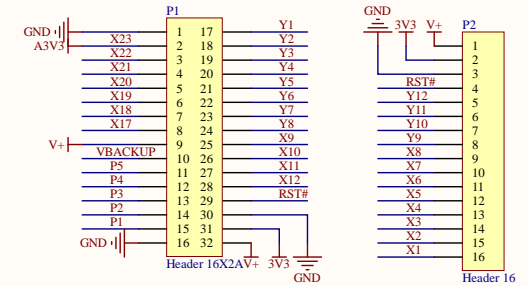 P1
GND 1 17 Y1
A3V3 X23 2 18 Y2
X22 3 19 Y3
X21 4 20 Y4
X20 5 21 Y5
X19 6 22 Y6
X18 7 23 Y7
X17 8 24 Y8
V+ 9 25 X9
VBACKUP 10 26 X10
P5 11 27 X11
P4 12 28 X12
P3 13 29 RST#
P2 14 30
P1 15 31
GND 16 32
Header 16X2A V+ 3V3
GND
GND 3V3 V+ P2
1
2
3
RST# 4
Y12 5
Y11 6
Y10 7
Y9 8
X8 9
X7 10
X6 11
X5 12
X4 13
X3 14
X2 15
X1 16
Header 16